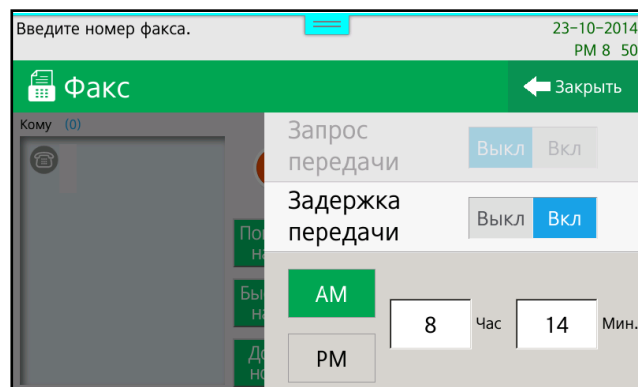 Введите номер факса.
23-10-2014
PM 8 50
Факс
Закрыть
Кому (0)
Запрос
передачи
Выкл Вкл
Задержка
передачи
Выкл Вкл
AM
8 Час 14 Мин.
PM